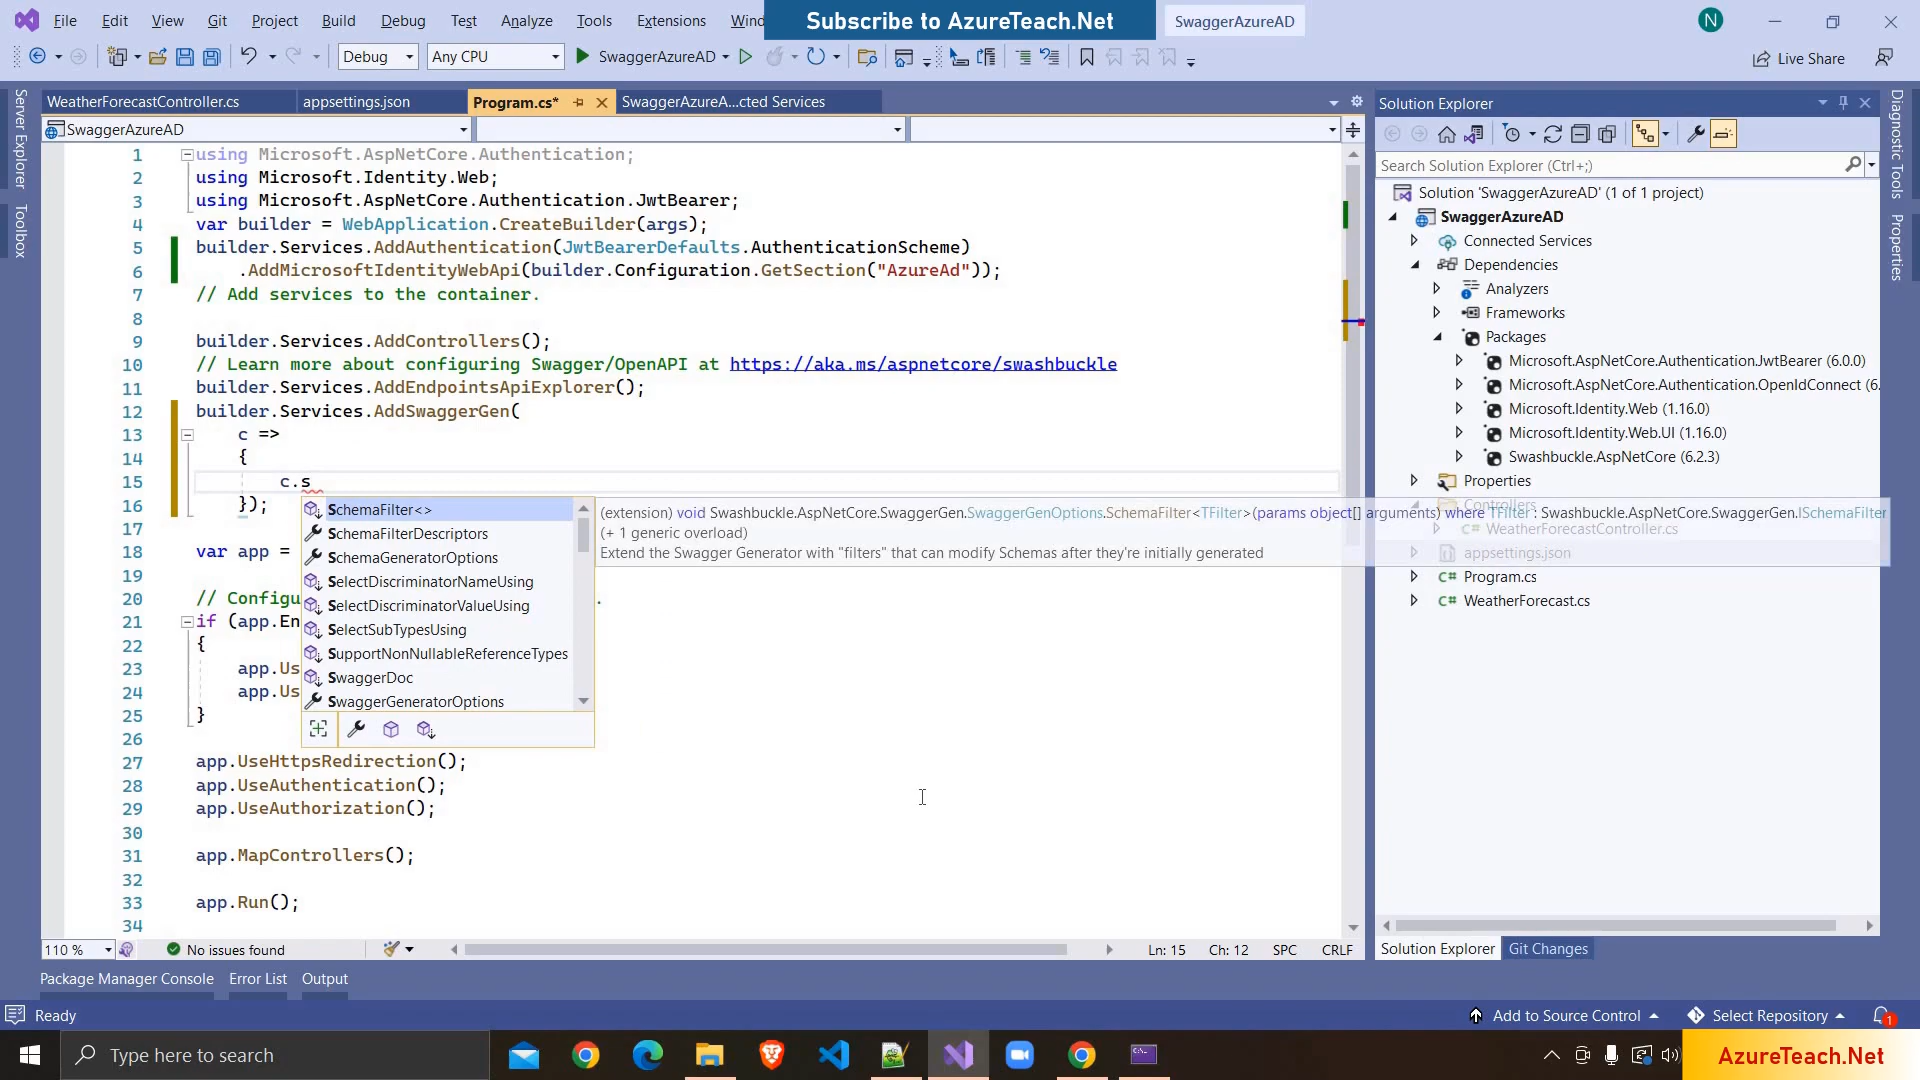 File Edit View Git Project Build Debug Test Analyze Tools Extensions Wind
Subscribe to AzureTeach.Net
SwaggerAzureAD
N
Debug Any CPU SwaggerAzureAD Live Share
WeatherForecastController.cs appsettings.json Program.cs* SwaggerAzureA...cted Services
SwaggerAzureAD
Server Explorer
Toolbox
1 using Microsoft.AspNetCore.Authentication;
2 using Microsoft.Identity.Web;
3 using Microsoft.AspNetCore.Authentication.JwtBearer;
4 var builder = WebApplication.CreateBuilder(args);
5 builder.Services.AddAuthentication(JwtBearerDefaults.AuthenticationScheme)
6 .AddMicrosoftIdentityWebApi(builder.Configuration.GetSection("AzureAd"));
7 // Add services to the container.
8
9 builder.Services.AddControllers();
10 // Learn more about configuring Swagger/OpenAPI at https://aka.ms/aspnetcore/swashbuckle
11 builder.Services.AddEndpointsApiExplorer();
12 builder.Services.AddSwaggerGen(
13 c =>
14 {
15 c.s
16 });
17
18 var app =
19
20 // Configu .
21 if (app.En
22 {
23 app.Us
24 app.Us
25 }
26
27 app.UseHttpsRedirection();
28 app.UseAuthentication();
29 app.UseAuthorization();
30
31 app.MapControllers();
32
33 app.Run();
34
SchemaFilter<>
SchemaFilterDescriptors
SchemaGeneratorOptions
SelectDiscriminatorNameUsing
SelectDiscriminatorValueUsing
SelectSubTypesUsing
SupportNonNullableReferenceTypes
SwaggerDoc
SwaggerGeneratorOptions
(extension) void Swashbuckle.AspNetCore.SwaggerGen.SwaggerGenOptions.SchemaFilter<TFilter>(params object[] arguments) where TFilter : Swashbuckle.AspNetCore.SwaggerGen.ISchemaFilter
(+ 1 generic overload)
Extend the Swagger Generator with "filters" that can modify Schemas after they're initially generated
Solution Explorer
Search Solution Explorer (Ctrl+;)
Solution 'SwaggerAzureAD' (1 of 1 project)
SwaggerAzureAD
Connected Services
Dependencies
Analyzers
Frameworks
Packages
Microsoft.AspNetCore.Authentication.JwtBearer (6.0.0)
Microsoft.AspNetCore.Authentication.OpenIdConnect (6.
Microsoft.Identity.Web (1.16.0)
Microsoft.Identity.Web.UI (1.16.0)
Swashbuckle.AspNetCore (6.2.3)
Properties
Controllers
WeatherForecastController.cs
appsettings.json
C# Program.cs
C# WeatherForecast.cs
Diagnostic Tools
Properties
110 % No issues found Ln: 15 Ch: 12 SPC CRLF
Solution Explorer Git Changes
Package Manager Console Error List Output
Ready Add to Source Control Select Repository 1
Type here to search
AzureTeach.Net